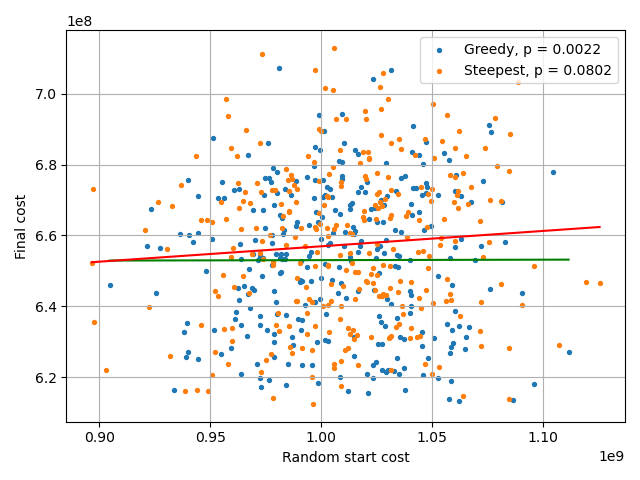 1e8
Greedy, p = 0.0022
Steepest, p = 0.0802
7.0
6.8
6.6
6.4
6.2
Final cost
0.90 0.95 1.00 1.05 1.10
Random start cost
1e9